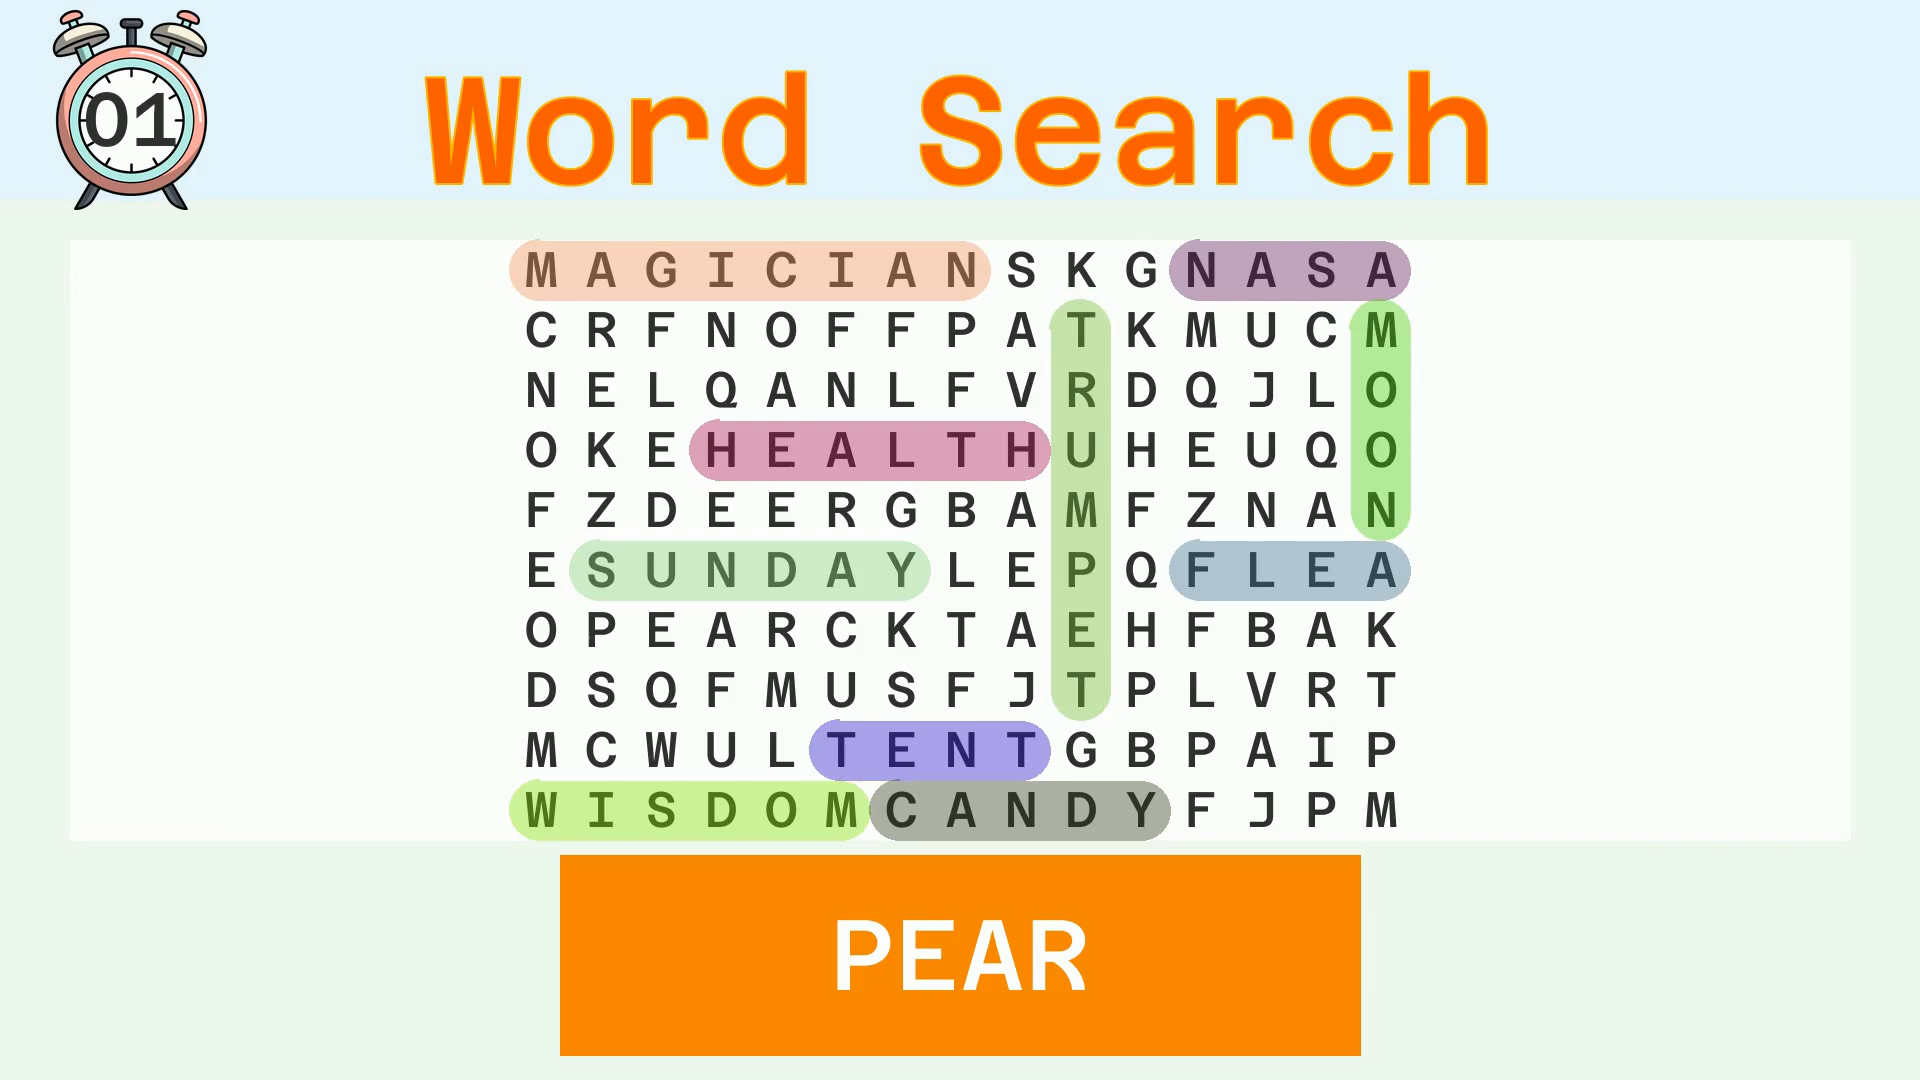 01
Word Search
M A G I C I A N S K G N A S A
C R F N O F F P A T K M U C M
N E L Q A N L F V R D Q J L O
O K E H E A L T H U H E U Q O
F Z D E E R G B A M F Z N A N
E S U N D A Y L E P Q F L E A
O P E A R C K T A E H F B A K
D S Q F M U S F J T P L V R T
M C W U L T E N T G B P A I P
W I S D O M C A N D Y F J P M
PEAR